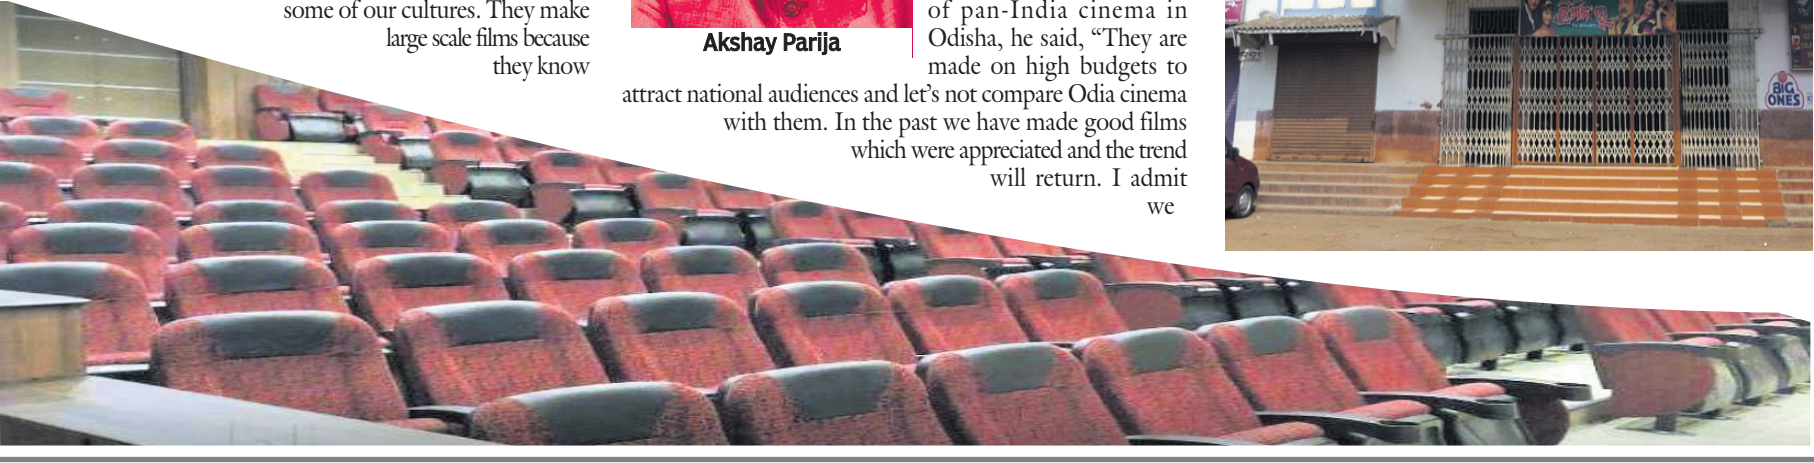 some of our cultures. They make
large scale films because
they know
Akshay Parija
of pan-India cinema in
Odisha, he said, “They are
made on high budgets to
attract national audiences and let’s not compare Odia cinema
with them. In the past we have made good films
which were appreciated and the trend
will return. I admit
we
BIG
ONES